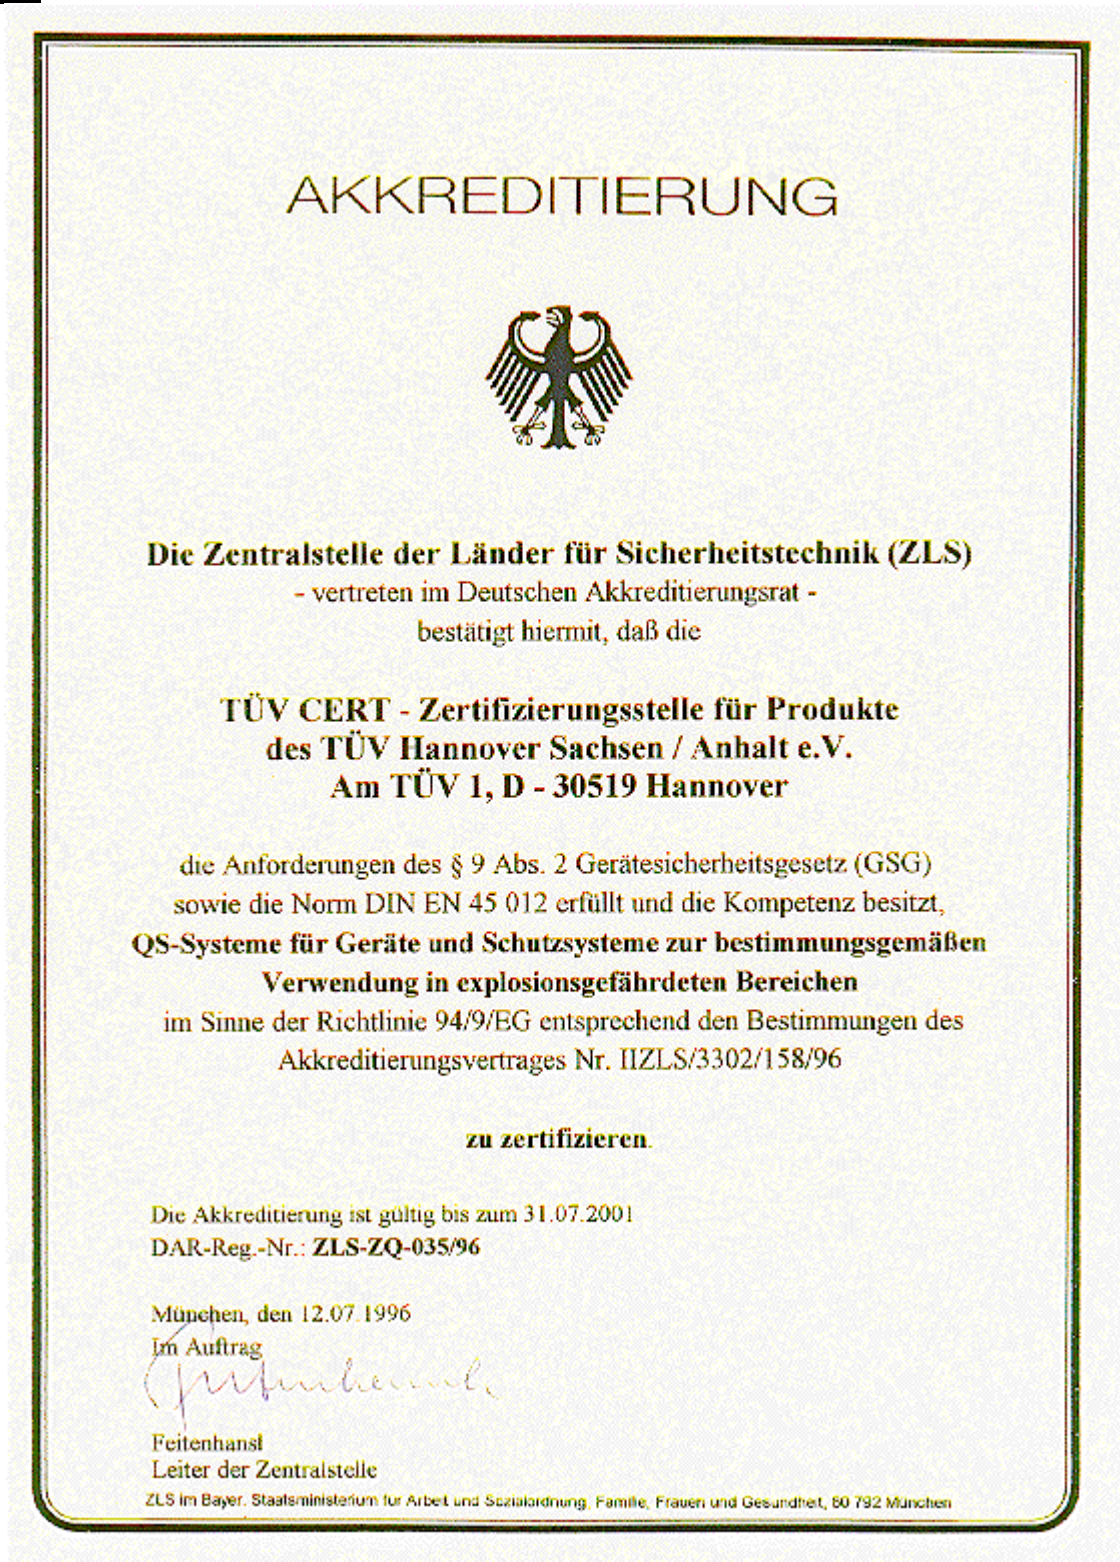 AKKREDITIERUNG
Die Zentralstelle der Länder für Sicherheitstechnik (ZLS)
- vertreten im Deutschen Akkreditierungsrat -
bestätigt hiermit, daß die
TÜV CERT - Zertifizierungsstelle für Produkte
des TÜV Hannover Sachsen / Anhalt e.V.
Am TÜV 1, D - 30519 Hannover
die Anforderungen des § 9 Abs. 2 Gerätesicherheitsgesetz (GSG)
sowie die Norm DIN EN 45 012 erfüllt und die Kompetenz besitzt,
QS-Systeme für Geräte und Schutzsysteme zur bestimmungsgemäßen
Verwendung in explosionsgefährdeten Bereichen
im Sinne der Richtlinie 94/9/EG entsprechend den Bestimmungen des
Akkreditierungsvertrages Nr. IIZLS/3302/158/96
zu zertifizieren.
Die Akkreditierung ist gültig bis zum 31.07.2001
DAR-Reg.-Nr.: ZLS-ZQ-035/96
München, den 12.07.1996
Im Auftrag
Feitenhansl
Leiter der Zentralstelle
ZLS im Bayer. Staatsministerium für Arbeit und Sozialordnung, Familie, Frauen und Gesundheit, 80 792 München